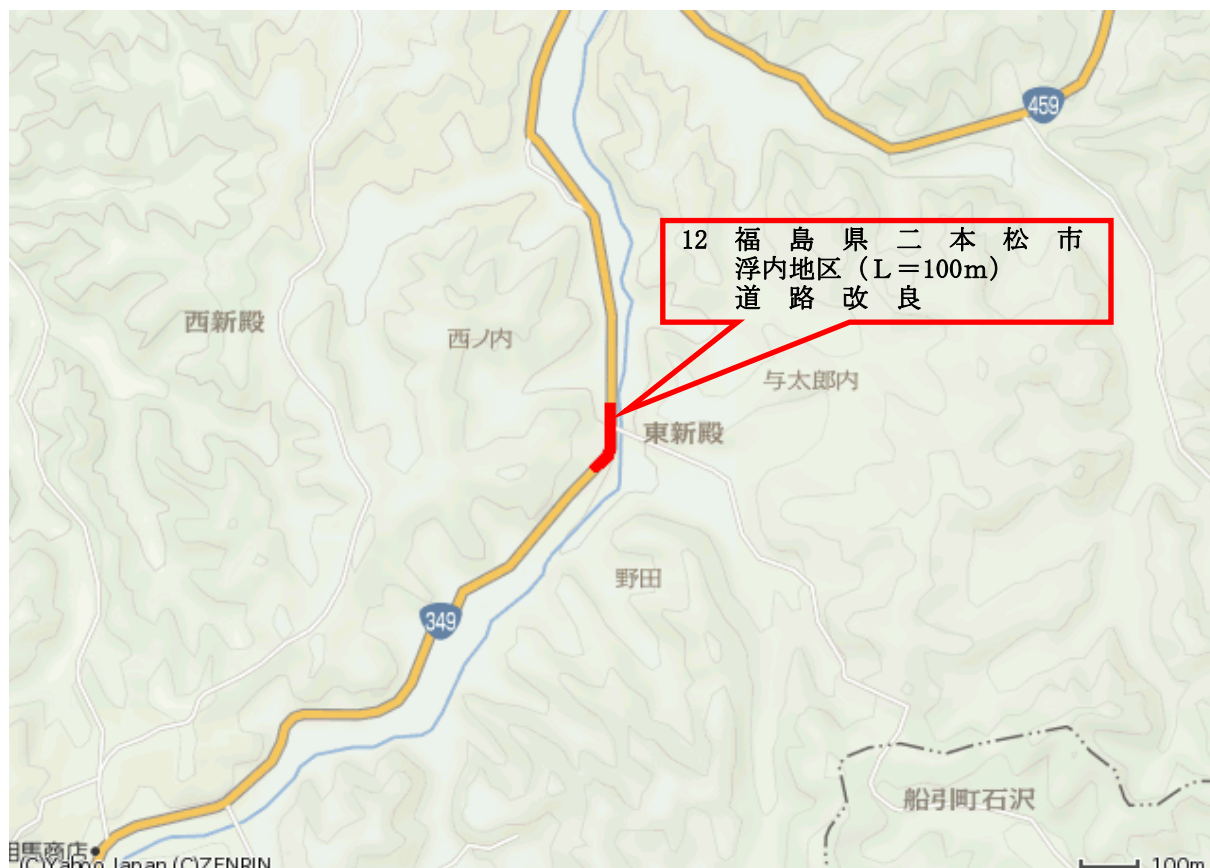 459
12 福島県二本松市
浮内地区（L＝100m）
道路改良
西新殿
西ノ内
与太郎内
東新殿
野田
349
船引町石沢
馬商店
(C)Yahoo Japan (C)ZENRIN
100m